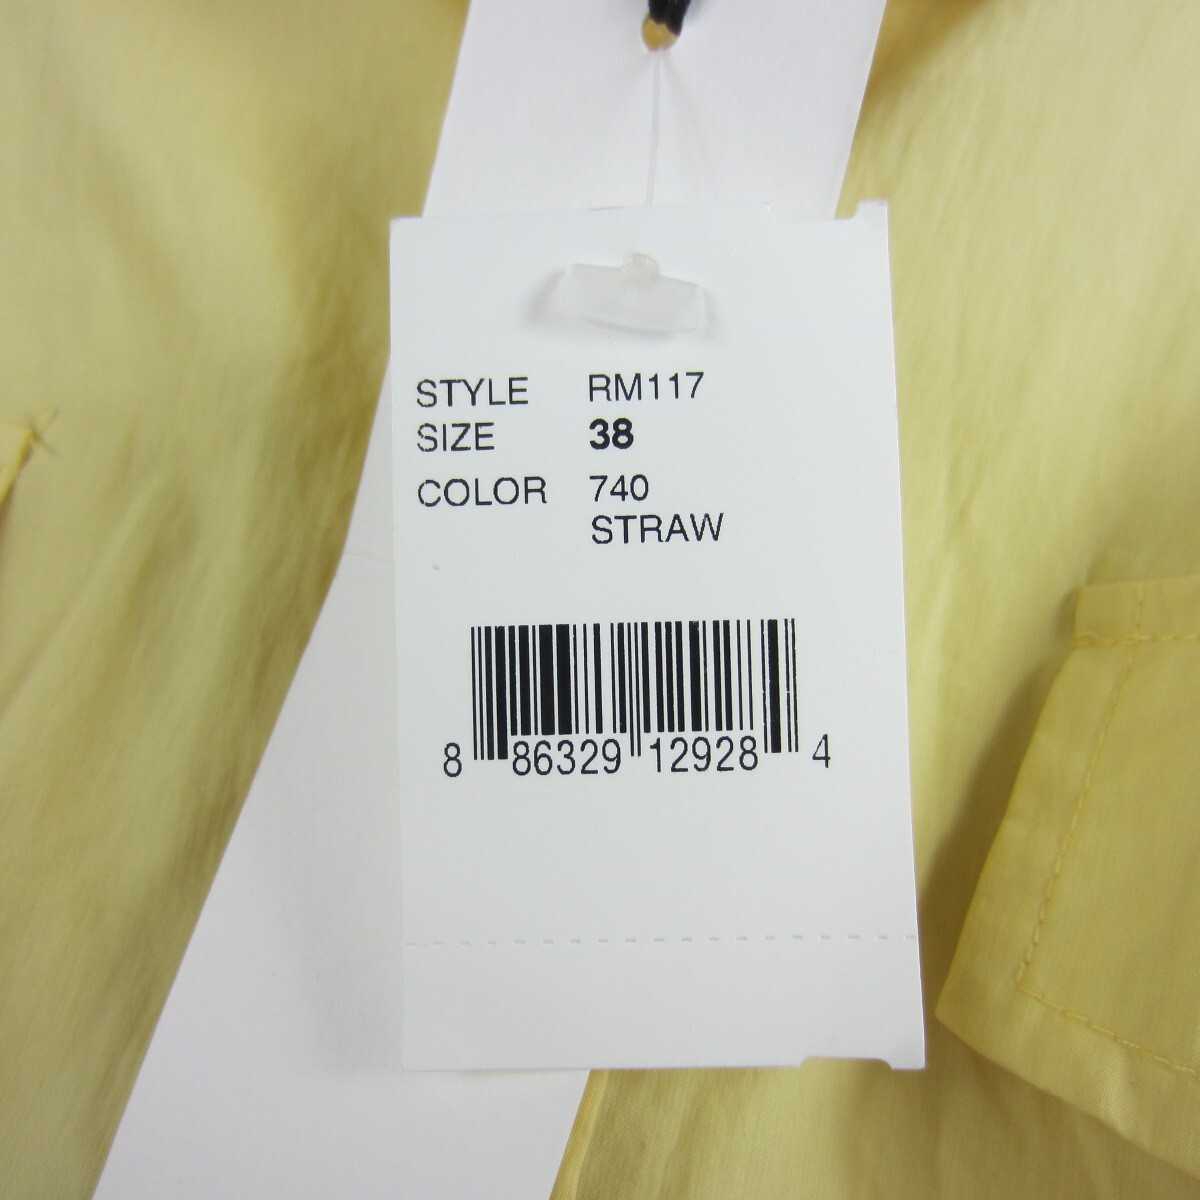 STYLE RM117
SIZE 38
COLOR 740
STRAW
8 86329 12928 4